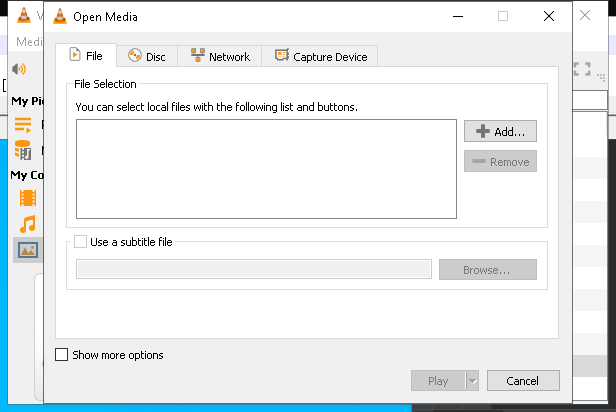 Open Media
Medi
File
Disc
Network
Capture Device
My Pi
My Co
File Selection
You can select local files with the following list and buttons.
Add...
Remove
Use a subtitle file
Browse...
Show more options
Play
Cancel